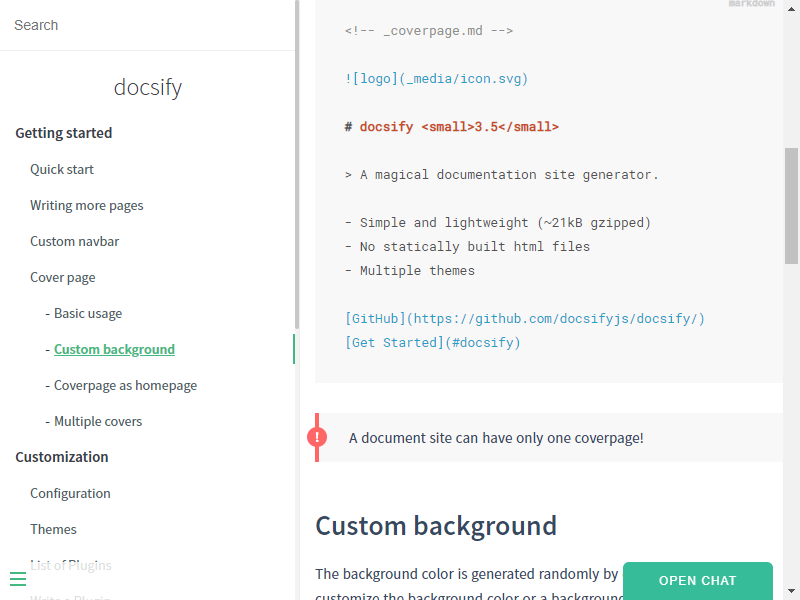 Search
docsify
Getting started
Quick start
Writing more pages
Custom navbar
Cover page
- Basic usage
- Custom background
- Coverpage as homepage
- Multiple covers
Customization
Configuration
Themes
List of Plugins
Write a Plugin
markdown
<!-- _coverpage.md -->
![logo](_media/icon.svg)
# docsify <small>3.5</small>
> A magical documentation site generator.
- Simple and lightweight (~21kB gzipped)
- No statically built html files
- Multiple themes
[GitHub](https://github.com/docsifyjs/docsify/)
[Get Started](#docsify)
! A document site can have only one coverpage!
Custom background
The background color is generated randomly by
customize the background color or a background
OPEN CHAT